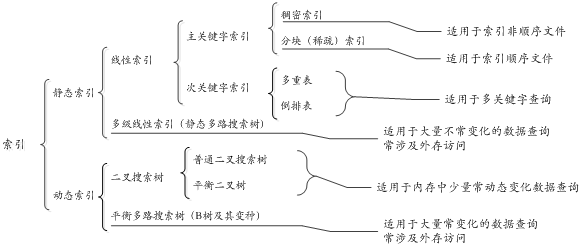 稠密索引
主关键字索引
适用于索引非顺序文件
分块（稀疏）索引
线性索引
适用于索引顺序文件
次关键字索引
多重表
静态索引
适用于多关键字查询
倒排表
多级线性索引（静态多路搜索树）
适用于大量不常变化的数据查询
常涉及外存访问
索引
普通二叉搜索树
二叉搜索树
平衡二叉树
适用于内存中少量常动态变化数据查询
动态索引
平衡多路搜索树（B树及其变种）
适用于大量常变化的数据查询
常涉及外存访问